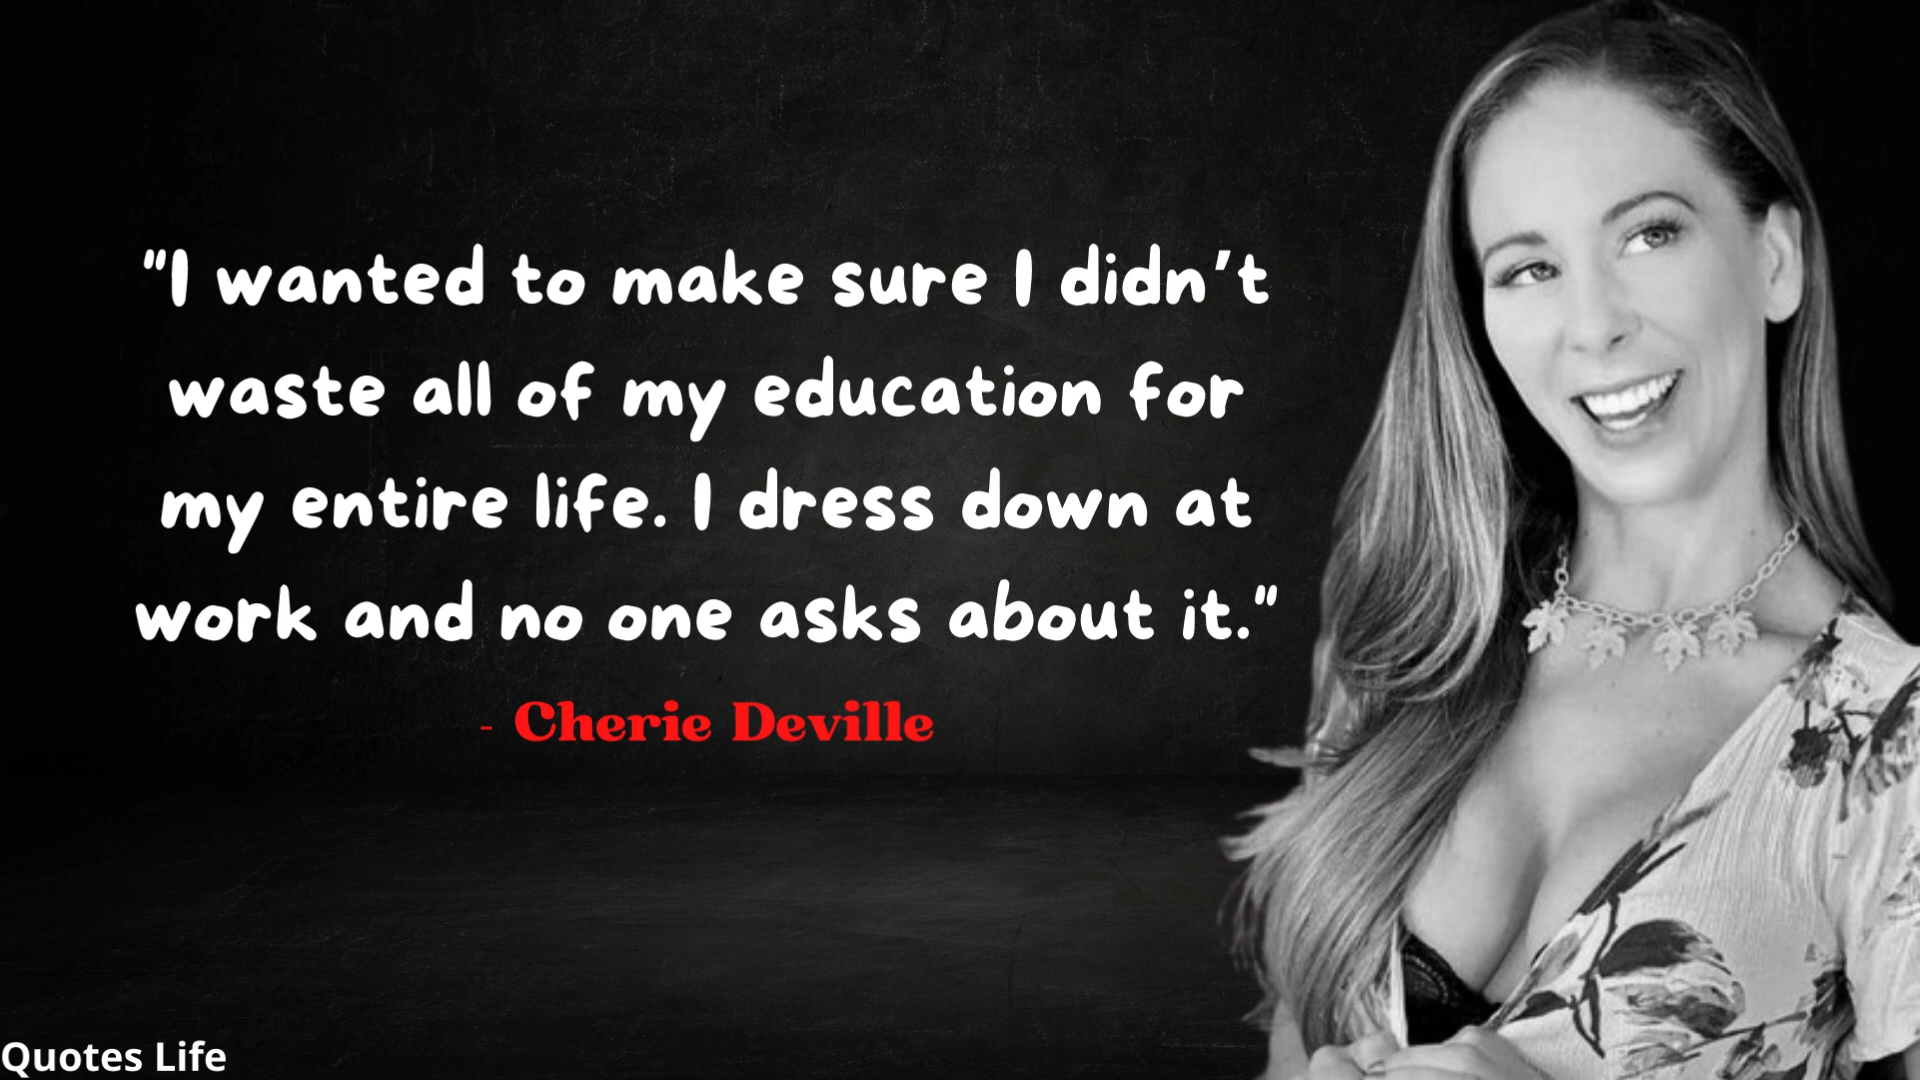 "I wanted to make sure I didn't
waste all of my education for
my entire life. I dress down at
work and no one asks about it."
- Cherie Deville
Quotes Life